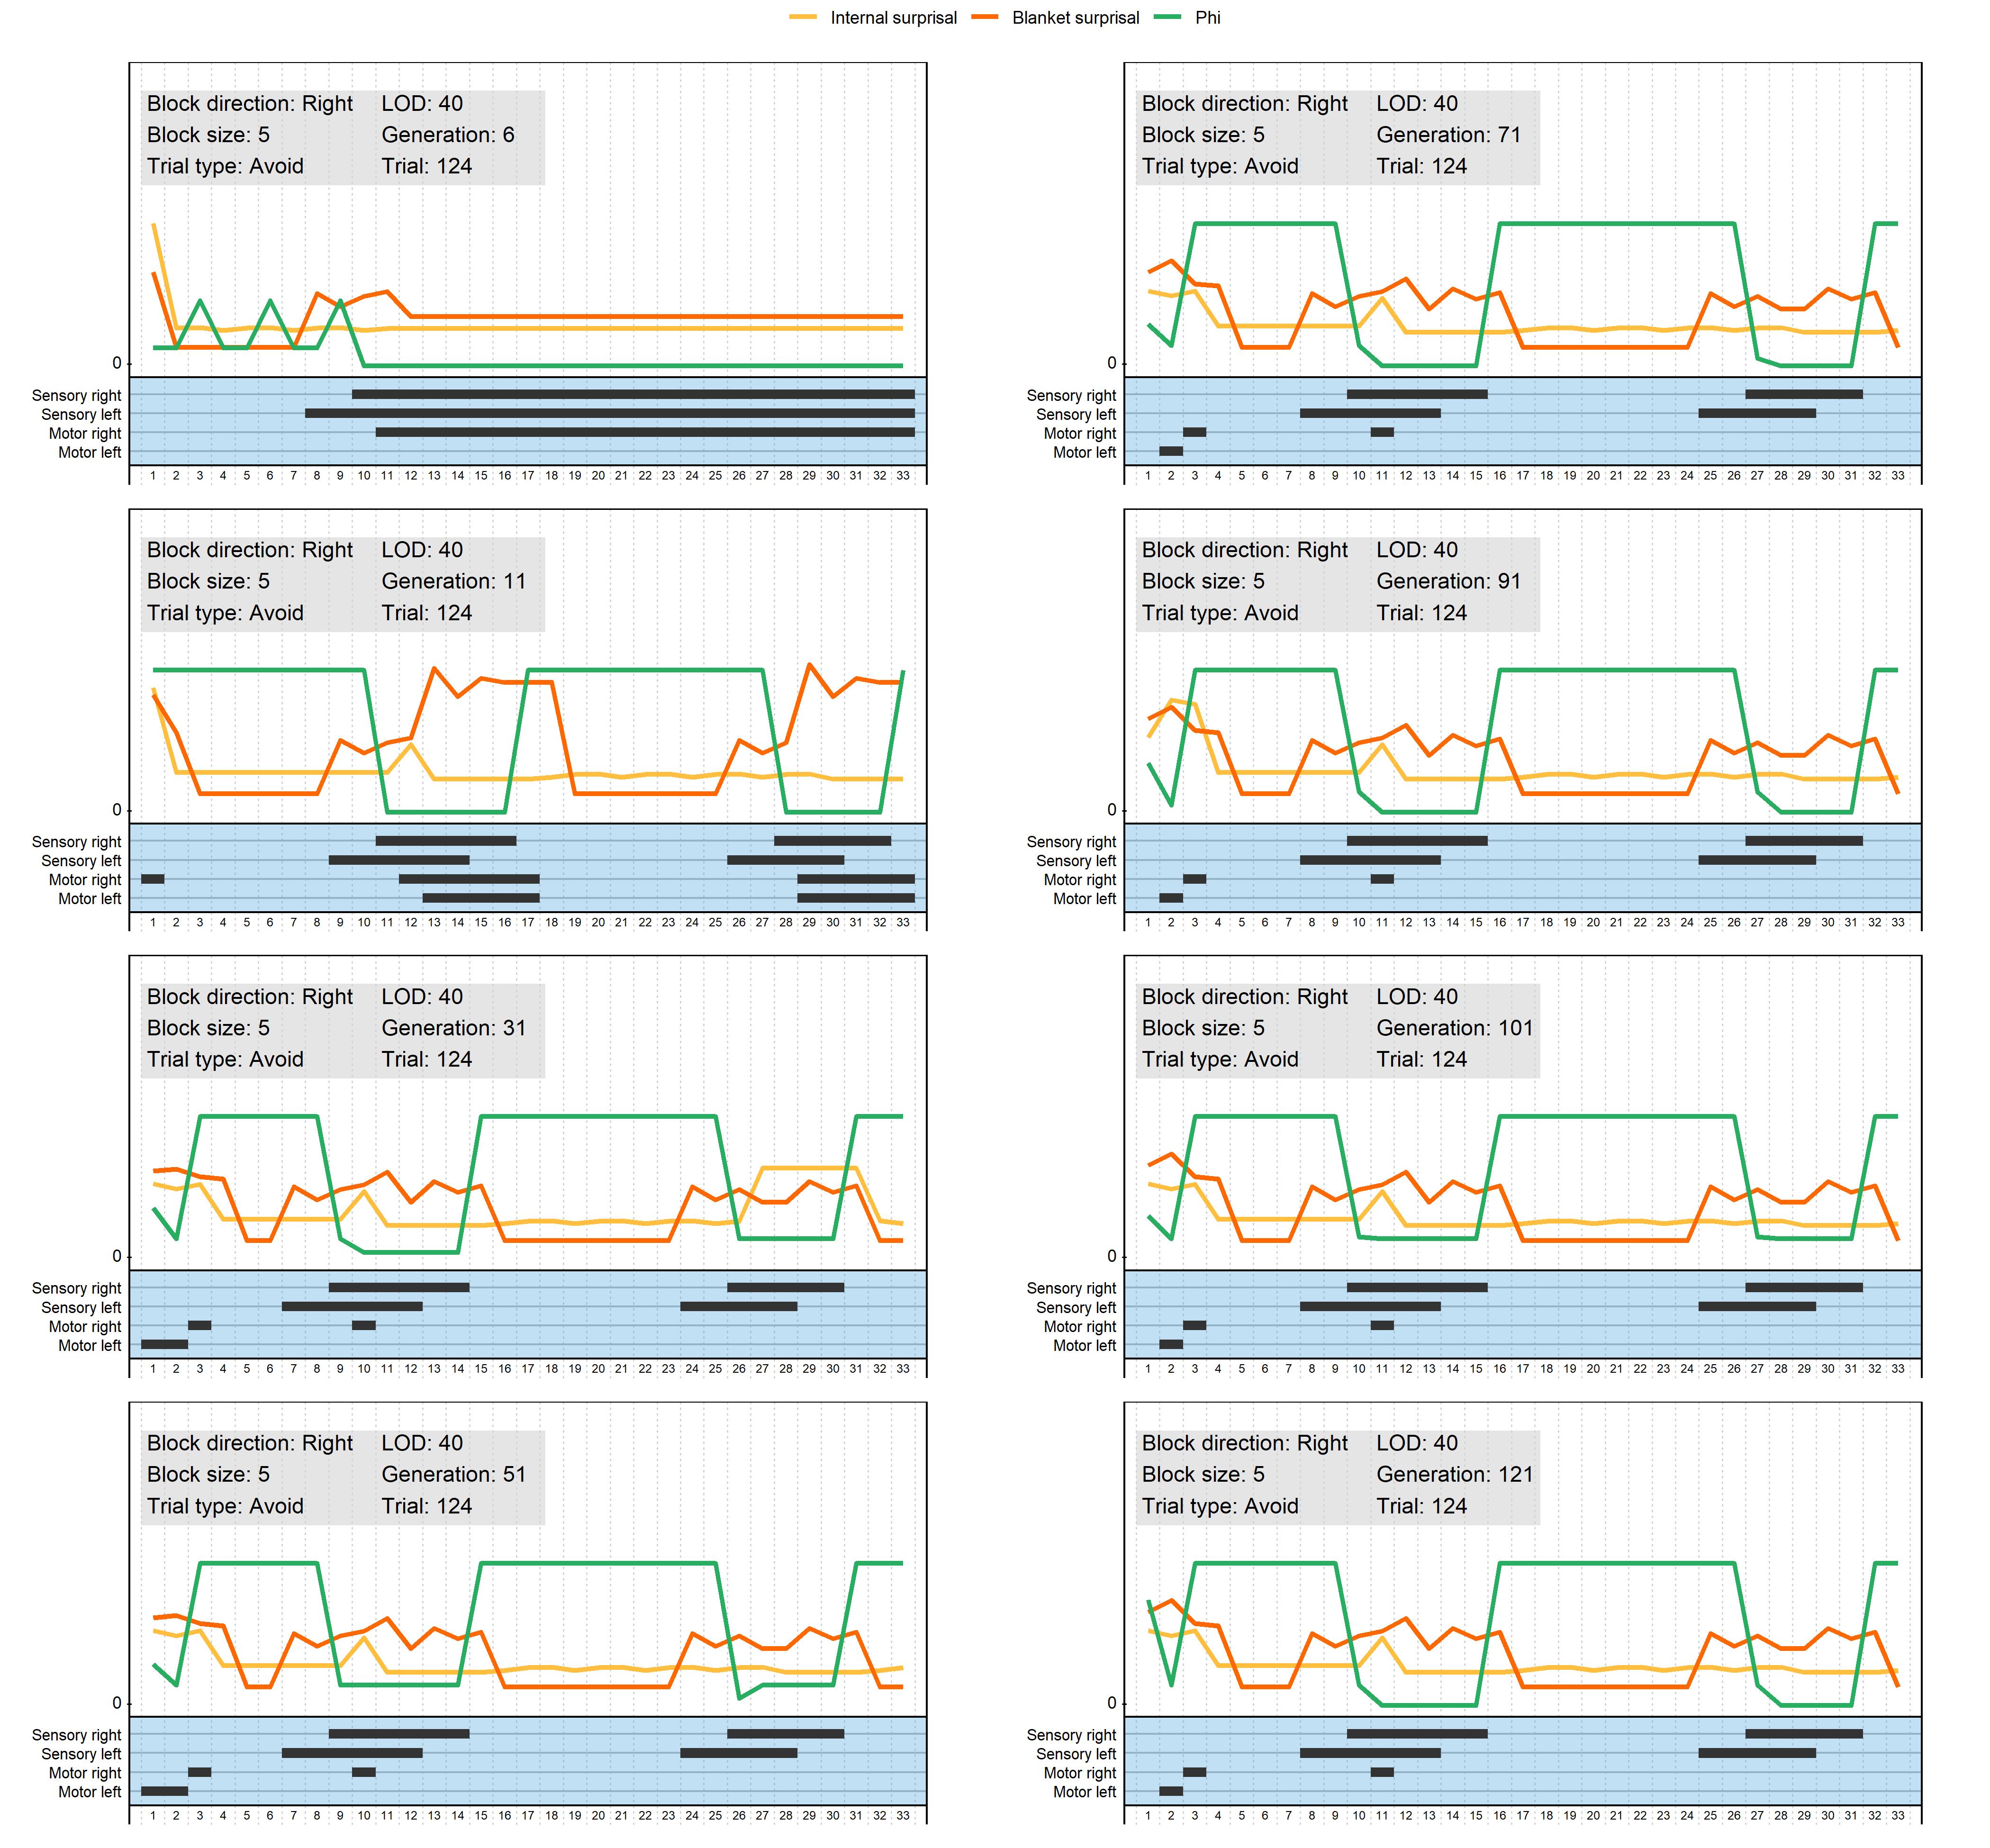 Internal surprisal Blanket surprisal Phi
Block direction: Right LOD: 40
Block size: 5 Generation: 6
Trial type: Avoid Trial: 124
0
Sensory right
Sensory left
Motor right
Motor left
1 2 3 4 5 6 7 8 9 10 11 12 13 14 15 16 17 18 19 20 21 22 23 24 25 26 27 28 29 30 31 32 33
Block direction: Right LOD: 40
Block size: 5 Generation: 71
Trial type: Avoid Trial: 124
0
Sensory right
Sensory left
Motor right
Motor left
1 2 3 4 5 6 7 8 9 10 11 12 13 14 15 16 17 18 19 20 21 22 23 24 25 26 27 28 29 30 31 32 33
Block direction: Right LOD: 40
Block size: 5 Generation: 11
Trial type: Avoid Trial: 124
0
Sensory right
Sensory left
Motor right
Motor left
1 2 3 4 5 6 7 8 9 10 11 12 13 14 15 16 17 18 19 20 21 22 23 24 25 26 27 28 29 30 31 32 33
Block direction: Right LOD: 40
Block size: 5 Generation: 91
Trial type: Avoid Trial: 124
0
Sensory right
Sensory left
Motor right
Motor left
1 2 3 4 5 6 7 8 9 10 11 12 13 14 15 16 17 18 19 20 21 22 23 24 25 26 27 28 29 30 31 32 33
Block direction: Right LOD: 40
Block size: 5 Generation: 31
Trial type: Avoid Trial: 124
0
Sensory right
Sensory left
Motor right
Motor left
1 2 3 4 5 6 7 8 9 10 11 12 13 14 15 16 17 18 19 20 21 22 23 24 25 26 27 28 29 30 31 32 33
Block direction: Right LOD: 40
Block size: 5 Generation: 101
Trial type: Avoid Trial: 124
0
Sensory right
Sensory left
Motor right
Motor left
1 2 3 4 5 6 7 8 9 10 11 12 13 14 15 16 17 18 19 20 21 22 23 24 25 26 27 28 29 30 31 32 33
Block direction: Right LOD: 40
Block size: 5 Generation: 51
Trial type: Avoid Trial: 124
0
Sensory right
Sensory left
Motor right
Motor left
1 2 3 4 5 6 7 8 9 10 11 12 13 14 15 16 17 18 19 20 21 22 23 24 25 26 27 28 29 30 31 32 33
Block direction: Right LOD: 40
Block size: 5 Generation: 121
Trial type: Avoid Trial: 124
0
Sensory right
Sensory left
Motor right
Motor left
1 2 3 4 5 6 7 8 9 10 11 12 13 14 15 16 17 18 19 20 21 22 23 24 25 26 27 28 29 30 31 32 33